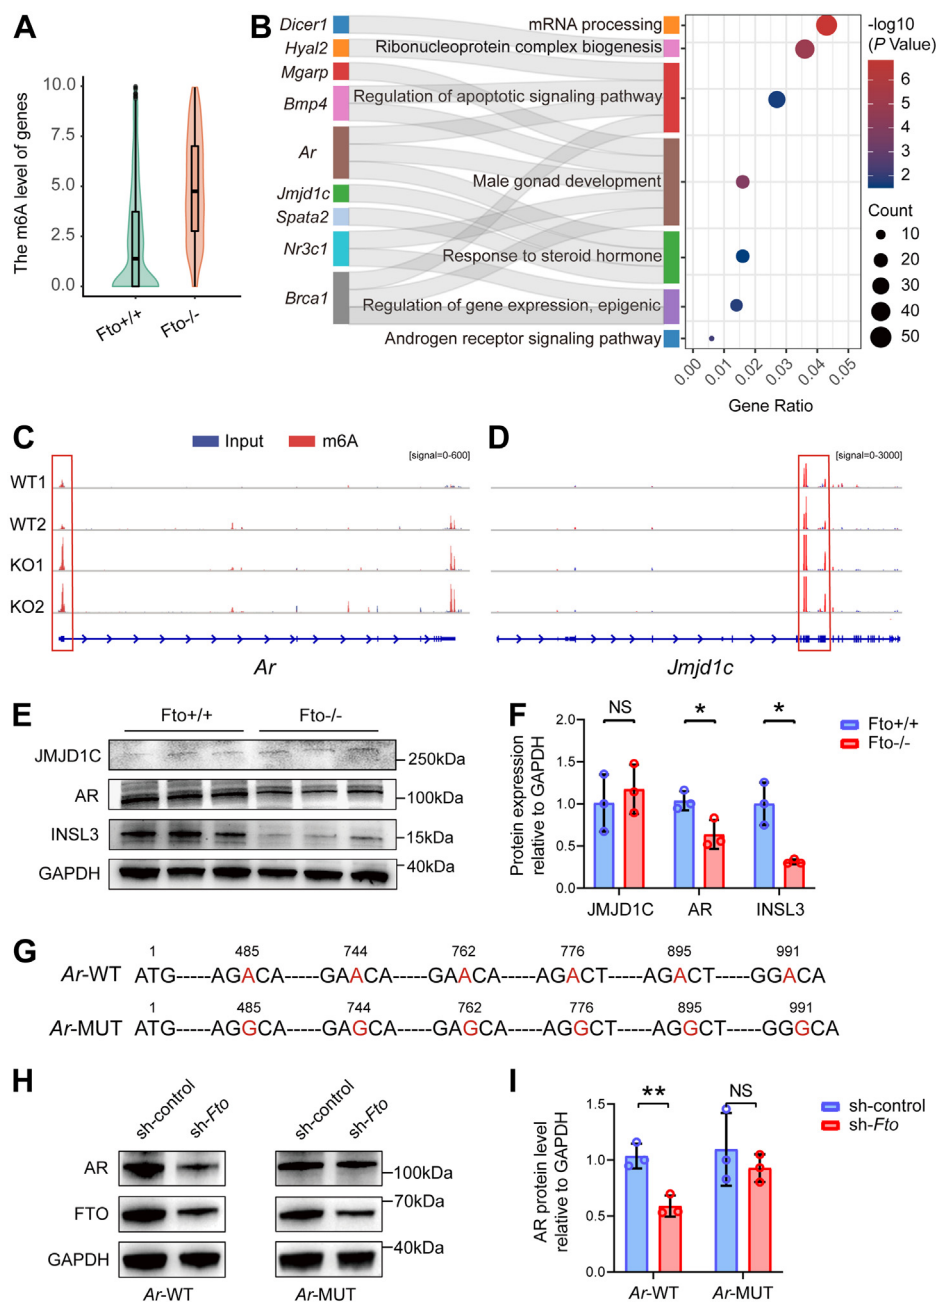 A
The m6A level of genes
10.0
7.5
5.0
2.5
0.0
Fto+/+
Fto-/-
B
Dicer1
Hyal2
Mgarp
Bmp4
Ar
Jmjd1c
Spata2
Nr3c1
Brca1
mRNA processing
Ribonucleoprotein complex biogenesis
Regulation of apoptotic signaling pathway
Male gonad development
Response to steroid hormone
Regulation of gene expression, epigenic
Androgen receptor signaling pathway
0.00
0.01
0.02
0.03
0.04
0.05
Gene Ratio
-log10
(P Value)
6
5
4
3
2
Count
10
20
30
40
50
C
Input
m6A
[signal=0-600]
WT1
WT2
KO1
KO2
Ar
D
[signal=0-3000]
Jmjd1c
E
Fto+/+ Fto-/-
JMJD1C
250kDa
AR
100kDa
INSL3
15kDa
GAPDH
40kDa
F
Protein expression
relative to GAPDH
2.0
1.5
1.0
0.5
0.0
NS
*
*
JMJD1C AR INSL3
Fto+/+
Fto-/-
G
1 485 744 762 776 895 991
Ar-WT ATG-----AGACA-----GAACA-----GAACA-----AGACT-----AGACT-----GGACA
1 485 744 762 776 895 991
Ar-MUT ATG-----AGGCA-----GAGCA-----GAGCA-----AGGCT-----AGGCT-----GGGCA
H
sh-control
sh-Fto
sh-control
sh-Fto
AR
100kDa
FTO
70kDa
GAPDH
40kDa
Ar-WT
Ar-MUT
I
AR protein level
relative to GAPDH
1.5
1.0
0.5
0.0
**
NS
Ar-WT Ar-MUT
sh-control
sh-Fto